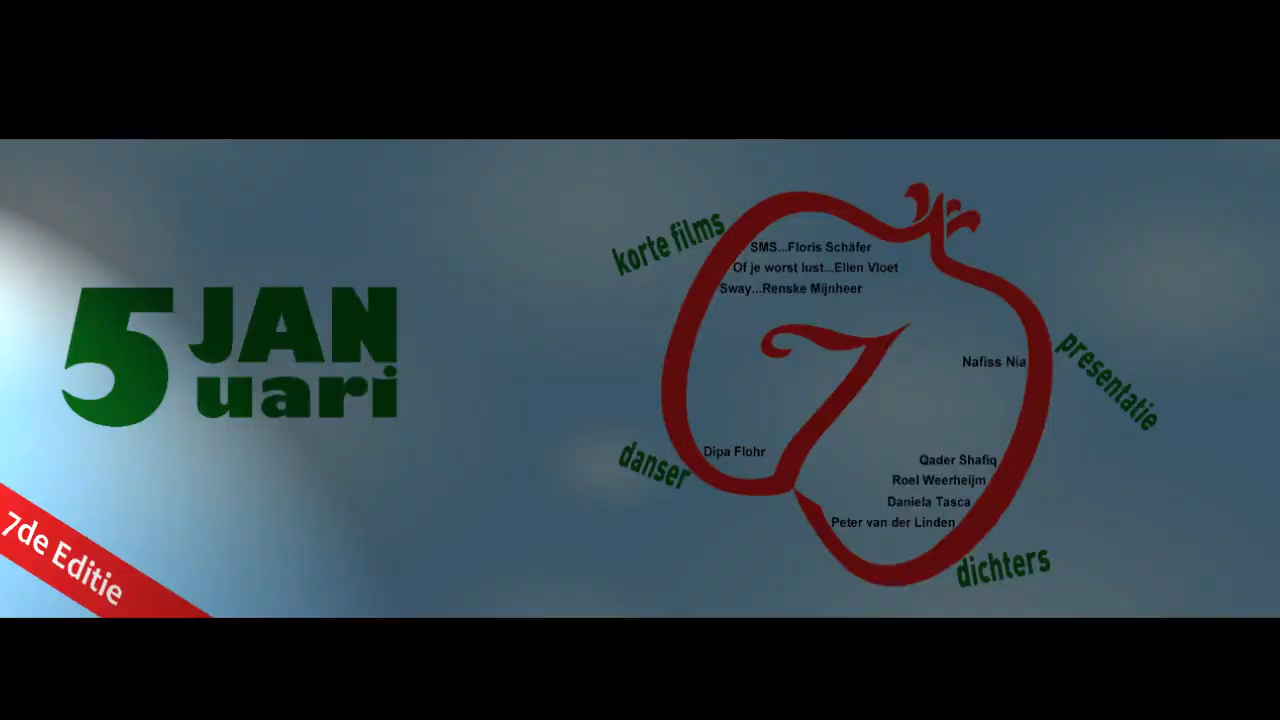 5 JAN
uari
7de Editie
korte films
SMS...Floris Schäfer
Of je worst lust...Ellen Vloet
Sway...Renske Mijnheer
7
Nafiss Nia
presentatie
danser
Dipa Flohr
Qader Shafiq
Roel Weerheijm
Daniela Tasca
Peter van der Linden
dichters